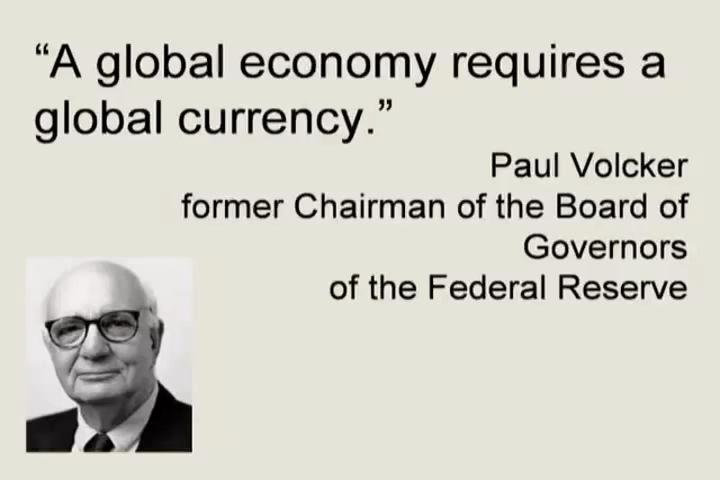 “A global economy requires a
global currency.”
Paul Volcker
former Chairman of the Board of
Governors
of the Federal Reserve